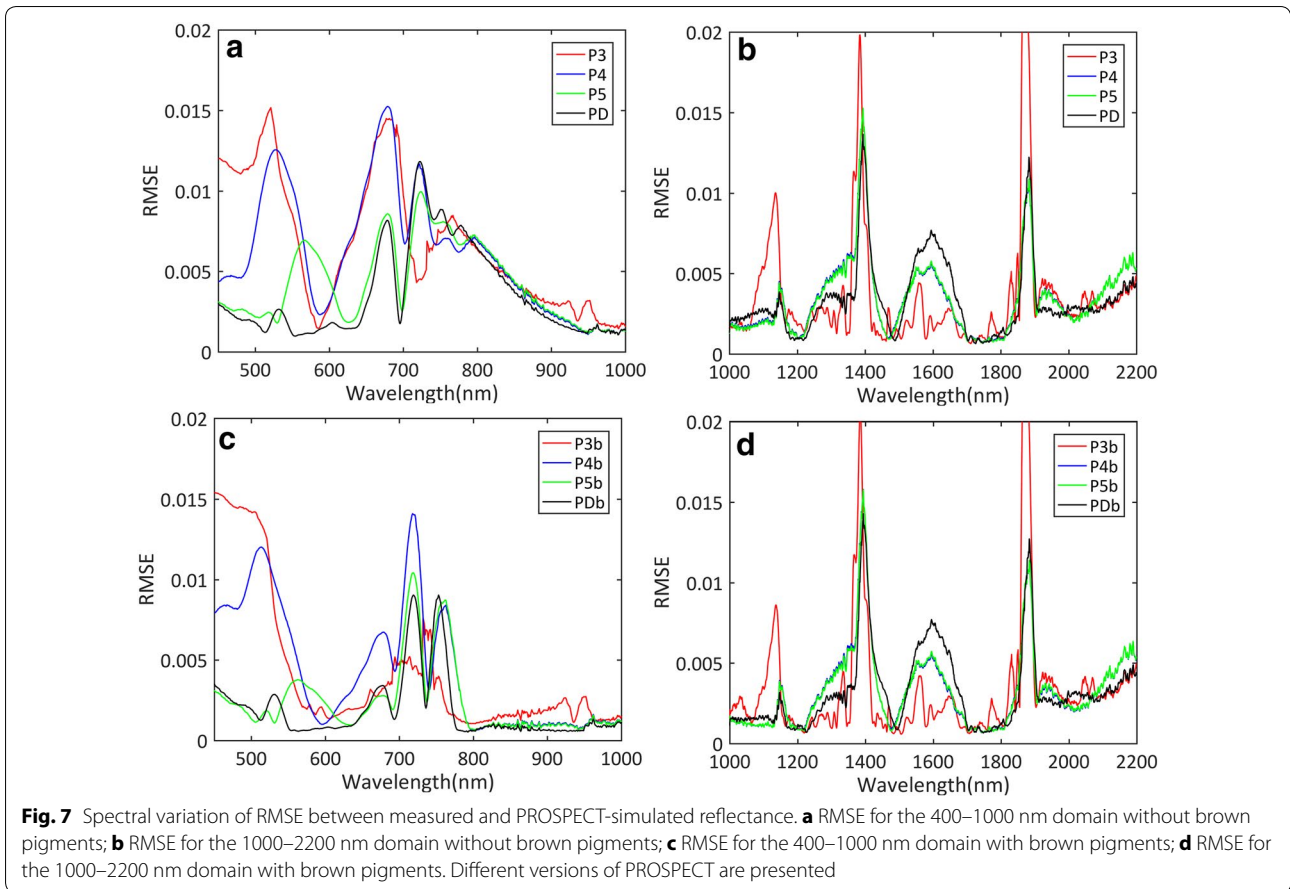 a
0.02
0.015
0.01
0.005
0
RMSE
500 600 700 800 900 1000
Wavelength(nm)
P3
P4
P5
PD
b
0.02
0.015
0.01
0.005
0
RMSE
1000 1200 1400 1600 1800 2000 2200
Wavelength(nm)
P3
P4
P5
PD
c
0.02
0.015
0.01
0.005
0
RMSE
500 600 700 800 900 1000
Wavelength(nm)
P3b
P4b
P5b
PDb
d
0.02
0.015
0.01
0.005
0
RMSE
1000 1200 1400 1600 1800 2000 2200
Wavelength(nm)
P3b
P4b
P5b
PDb
Fig. 7 Spectral variation of RMSE between measured and PROSPECT-simulated reflectance. a RMSE for the 400–1000 nm domain without brown
pigments; b RMSE for the 1000–2200 nm domain without brown pigments; c RMSE for the 400–1000 nm domain with brown pigments; d RMSE for
the 1000–2200 nm domain with brown pigments. Different versions of PROSPECT are presented